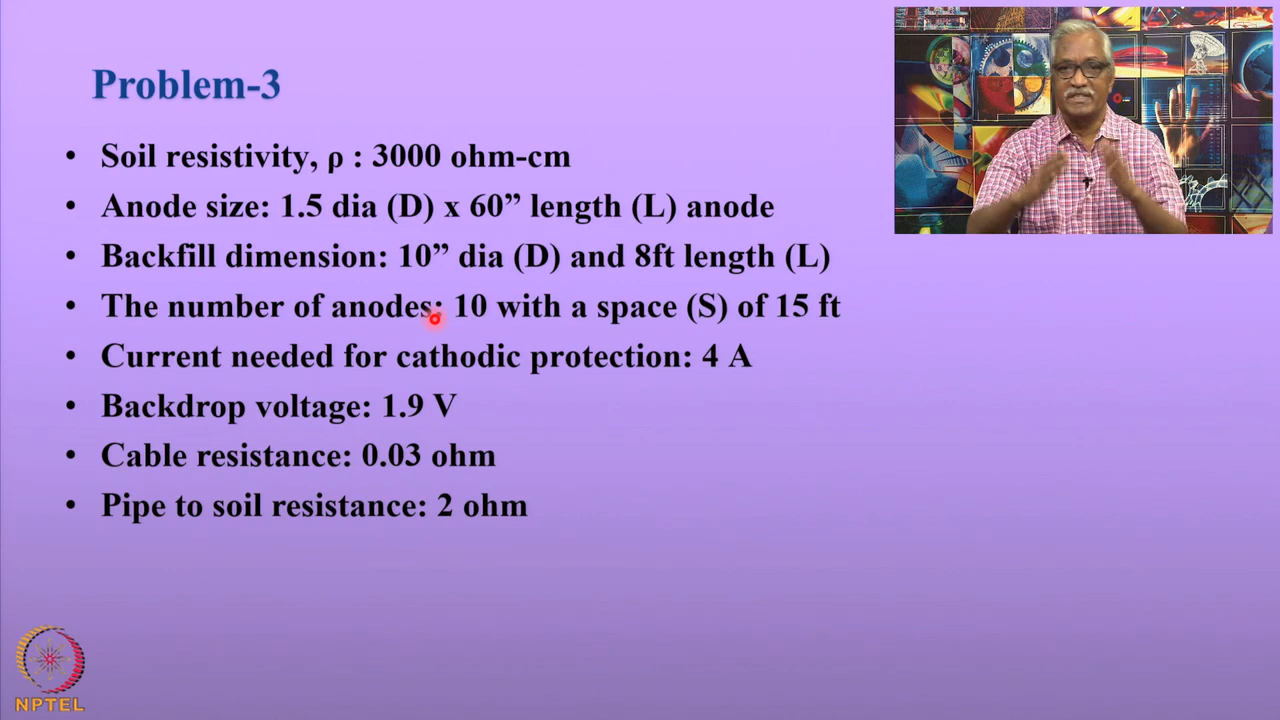 Problem-3
• Soil resistivity, ρ : 3000 ohm-cm
• Anode size: 1.5 dia (D) x 60” length (L) anode
• Backfill dimension: 10” dia (D) and 8ft length (L)
• The number of anodes: 10 with a space (S) of 15 ft
• Current needed for cathodic protection: 4 A
• Backdrop voltage: 1.9 V
• Cable resistance: 0.03 ohm
• Pipe to soil resistance: 2 ohm
NPTEL